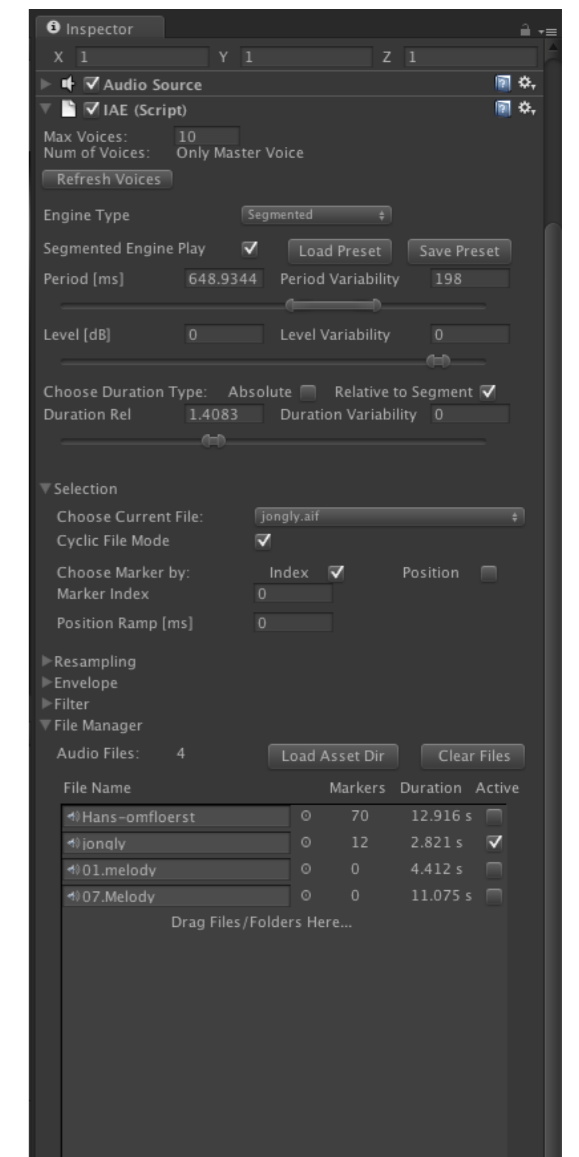 Inspector
X 1 Y 1 Z 1
Audio Source
IAE (Script)
Max Voices: 10
Num of Voices: Only Master Voice
Refresh Voices
Engine Type Segmented
Segmented Engine Play Load Preset Save Preset
Period [ms] 648.9344 Period Variability 198
Level [dB] 0 Level Variability 0
Choose Duration Type: Absolute Relative to Segment
Duration Rel 1.4083 Duration Variability 0
Selection
Choose Current File: jongly.aif
Cyclic File Mode
Choose Marker by: Index Position
Marker Index 0
Position Ramp [ms] 0
Resampling
Envelope
Filter
File Manager
Audio Files: 4 Load Asset Dir Clear Files
File Name Markers Duration Active
Hans-omfloerst 70 12.916 s
jongly 12 2.821 s
01.melody 0 4.412 s
07.Melody 0 11.075 s
Drag Files/Folders Here...